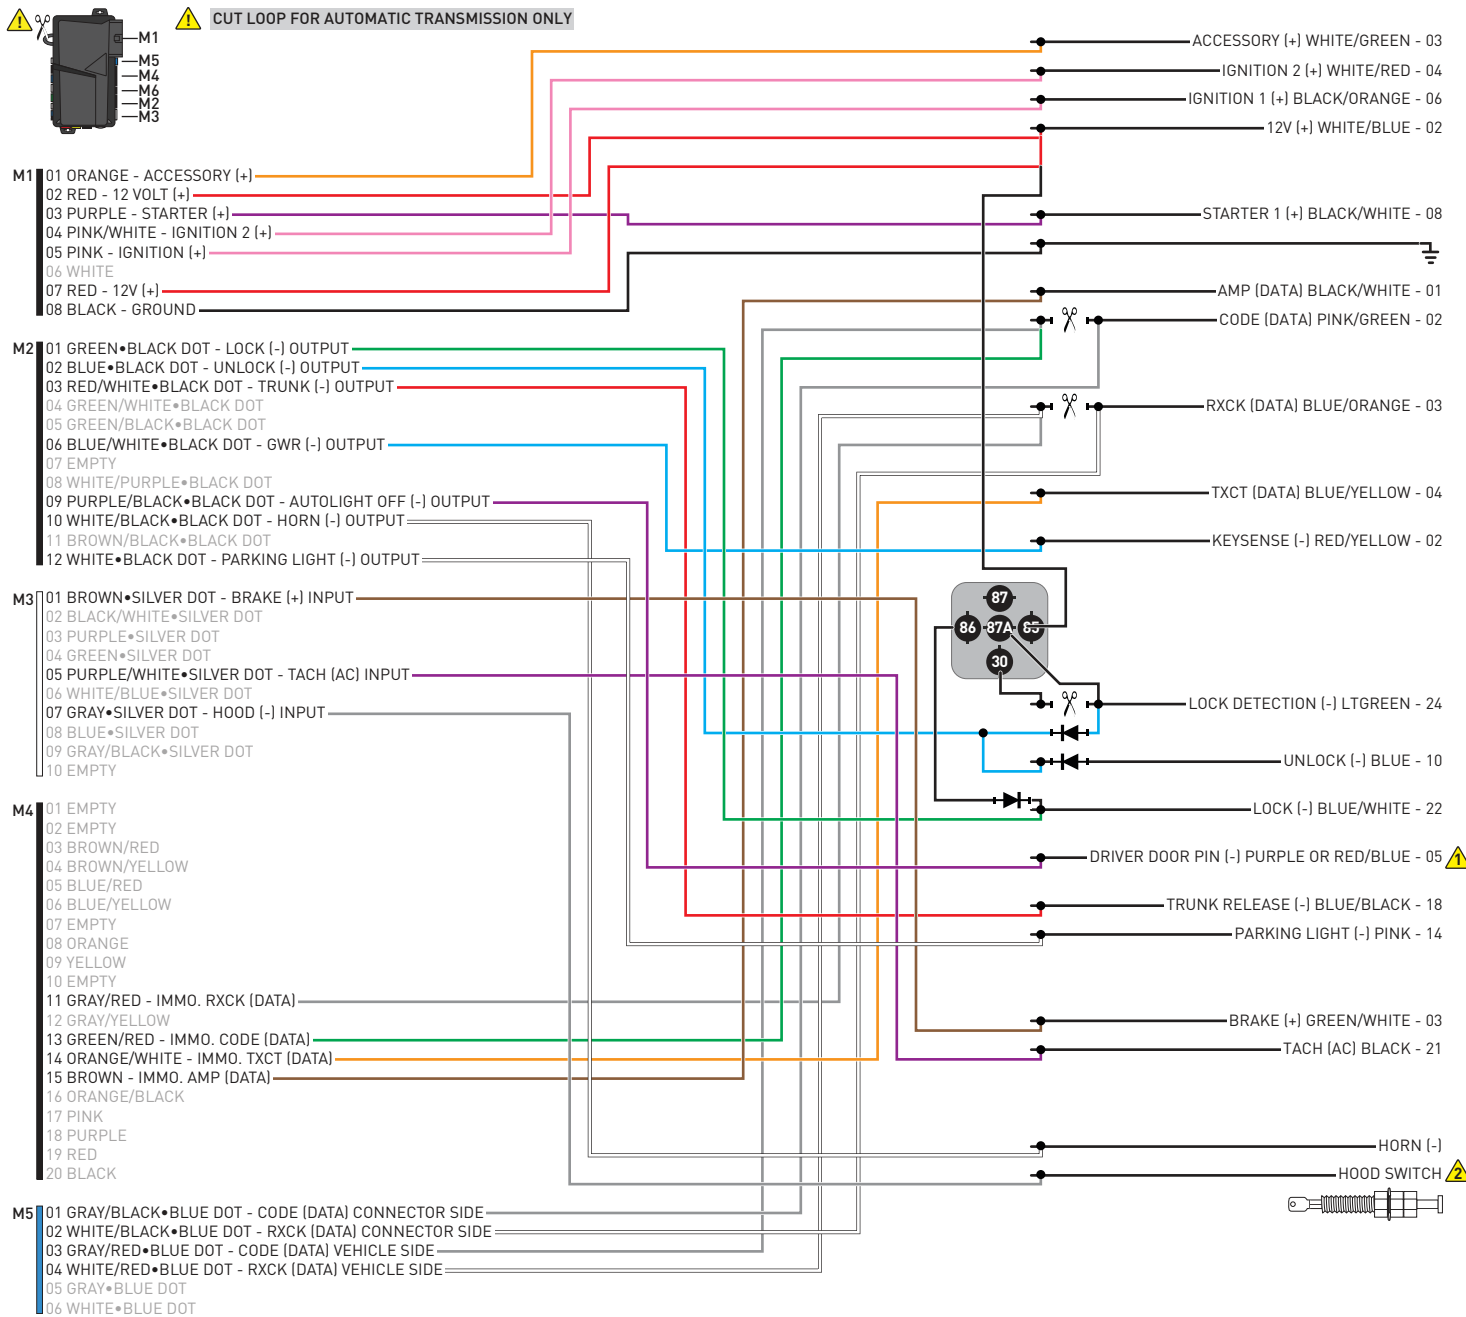 CUT LOOP FOR AUTOMATIC TRANSMISSION ONLY
M1
M5
M4
M6
M2
M3
ACCESSORY (+) WHITE/GREEN - 03
IGNITION 2 (+) WHITE/RED - 04
IGNITION 1 (+) BLACK/ORANGE - 06
12V (+) WHITE/BLUE - 02
STARTER 1 (+) BLACK/WHITE - 08
AMP (DATA) BLACK/WHITE - 01
CODE (DATA) PINK/GREEN - 02
RXCK (DATA) BLUE/ORANGE - 03
TXCT (DATA) BLUE/YELLOW - 04
KEYSENSE (-) RED/YELLOW - 02
87
86
87A
85
30
LOCK DETECTION (-) LTGREEN - 24
UNLOCK (-) BLUE - 10
LOCK (-) BLUE/WHITE - 22
DRIVER DOOR PIN (-) PURPLE OR RED/BLUE - 05
1
TRUNK RELEASE (-) BLUE/BLACK - 18
PARKING LIGHT (-) PINK - 14
BRAKE (+) GREEN/WHITE - 03
TACH (AC) BLACK - 21
HORN (-)
HOOD SWITCH
2
M1
01 ORANGE - ACCESSORY (+)
02 RED - 12 VOLT (+)
03 PURPLE - STARTER (+)
04 PINK/WHITE - IGNITION 2 (+)
05 PINK - IGNITION (+)
06 WHITE
07 RED - 12V (+)
08 BLACK - GROUND
M2
01 GREEN•BLACK DOT - LOCK (-) OUTPUT
02 BLUE•BLACK DOT - UNLOCK (-) OUTPUT
03 RED/WHITE•BLACK DOT - TRUNK (-) OUTPUT
04 GREEN/WHITE•BLACK DOT
05 GREEN/BLACK•BLACK DOT
06 BLUE/WHITE•BLACK DOT - GWR (-) OUTPUT
07 EMPTY
08 WHITE/PURPLE•BLACK DOT
09 PURPLE/BLACK•BLACK DOT - AUTOLIGHT OFF (-) OUTPUT
10 WHITE/BLACK•BLACK DOT - HORN (-) OUTPUT
11 BROWN/BLACK•BLACK DOT
12 WHITE•BLACK DOT - PARKING LIGHT (-) OUTPUT
M3
01 BROWN•SILVER DOT - BRAKE (+) INPUT
02 BLACK/WHITE•SILVER DOT
03 PURPLE•SILVER DOT
04 GREEN•SILVER DOT
05 PURPLE/WHITE•SILVER DOT - TACH (AC) INPUT
06 WHITE/BLUE•SILVER DOT
07 GRAY•SILVER DOT - HOOD (-) INPUT
08 BLUE•SILVER DOT
09 GRAY/BLACK•SILVER DOT
10 EMPTY
M4
01 EMPTY
02 EMPTY
03 BROWN/RED
04 BROWN/YELLOW
05 BLUE/RED
06 BLUE/YELLOW
07 EMPTY
08 ORANGE
09 YELLOW
10 EMPTY
11 GRAY/RED - IMMO. RXCK (DATA)
12 GRAY/YELLOW
13 GREEN/RED - IMMO. CODE (DATA)
14 ORANGE/WHITE - IMMO. TXCT (DATA)
15 BROWN - IMMO. AMP (DATA)
16 ORANGE/BLACK
17 PINK
18 PURPLE
19 RED
20 BLACK
M5
01 GRAY/BLACK•BLUE DOT - CODE (DATA) CONNECTOR SIDE
02 WHITE/BLACK•BLUE DOT - RXCK (DATA) CONNECTOR SIDE
03 GRAY/RED•BLUE DOT - CODE (DATA) VEHICLE SIDE
04 WHITE/RED•BLUE DOT - RXCK (DATA) VEHICLE SIDE
05 GRAY•BLUE DOT
06 WHITE•BLUE DOT